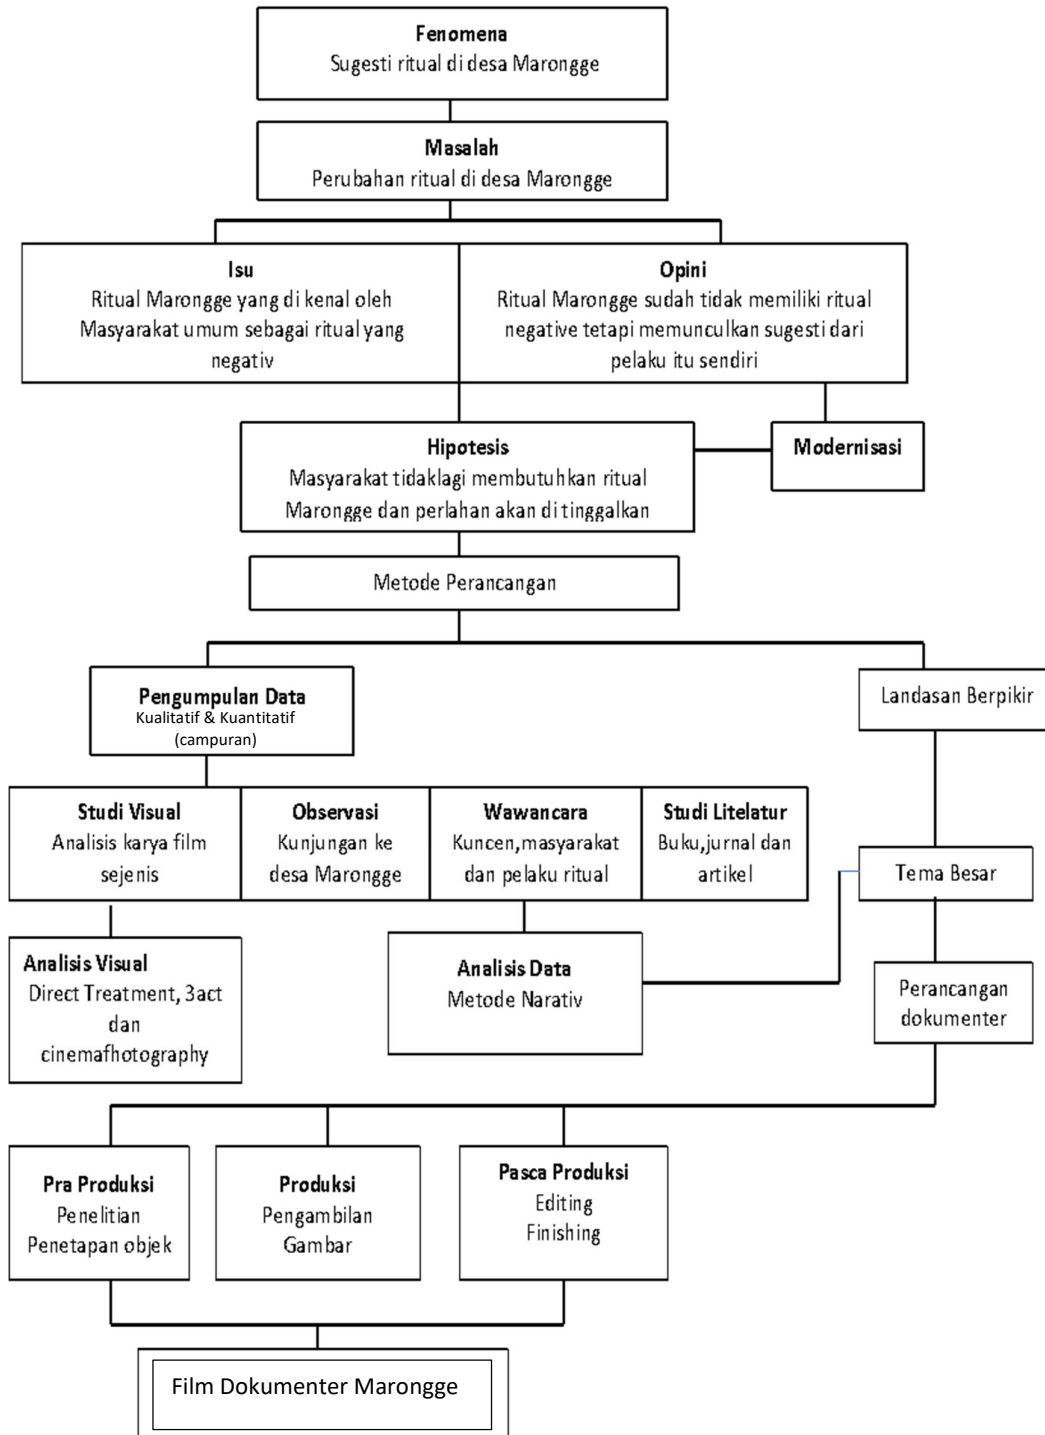 Fenomena
Sugesti ritual di desa Marongge
Masalah
Perubahan ritual di desa Marongge
Isu
Ritual Marongge yang di kenal oleh
Masyarakat umum sebagai ritual yang
negativ
Opini
Ritual Marongge sudah tidak memiliki ritual
negative tetapi memunculkan sugesti dari
pelaku itu sendiri
Hipotesis
Masyarakat tidaklagi membutuhkan ritual
Marongge dan perlahan akan di tinggalkan
Modernisasi
Metode Perancangan
Pengumpulan Data
Kualitatif & Kuantitatif
(campuran)
Landasan Berpikir
Studi Visual
Analisis karya film
sejenis
Observasi
Kunjungan ke
desa Marongge
Wawancara
Kuncen,masyarakat
dan pelaku ritual
Studi Litelatur
Buku,jurnal dan
artikel
Tema Besar
Analisis Visual
Direct Treatment, 3act
dan
cinemafhotography
Analisis Data
Metode Narativ
Perancangan
dokumenter
Pra Produksi
Penelitian
Penetapan objek
Produksi
Pengambilan
Gambar
Pasca Produksi
Editing
Finishing
Film Dokumenter Marongge